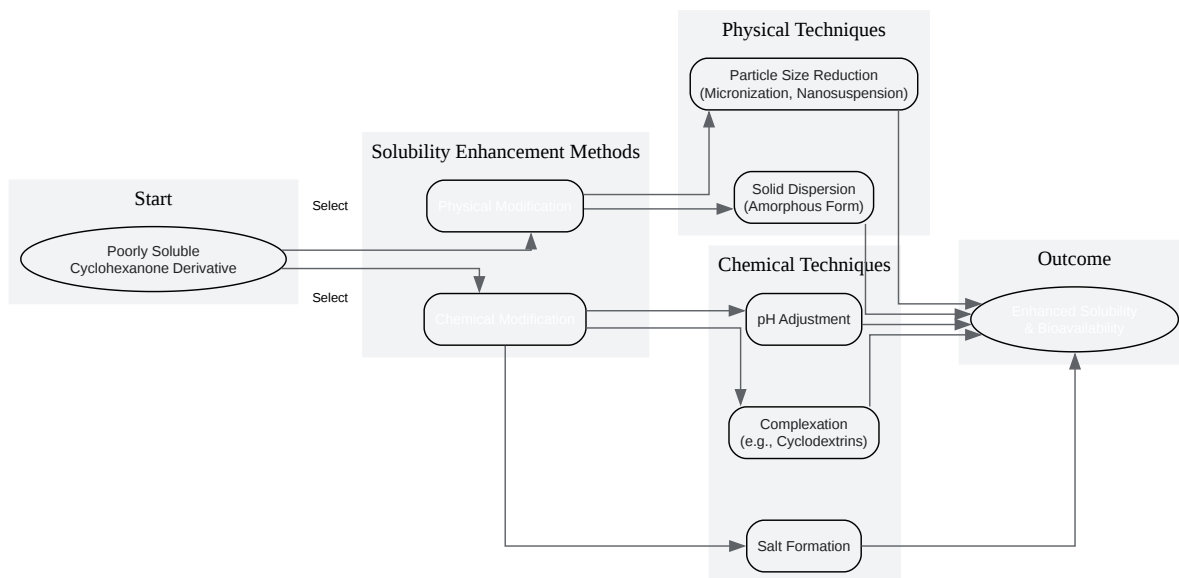 Start
Poorly Soluble
Cyclohexanone Derivative
Select
Select
Solubility Enhancement Methods
Physical Modification
Chemical Modification
Physical Techniques
Particle Size Reduction
(Micronization, Nanosuspension)
Solid Dispersion
(Amorphous Form)
Chemical Techniques
pH Adjustment
Complexation
(e.g., Cyclodextrins)
Salt Formation
Outcome
Enhanced Solubility
& Bioavailability